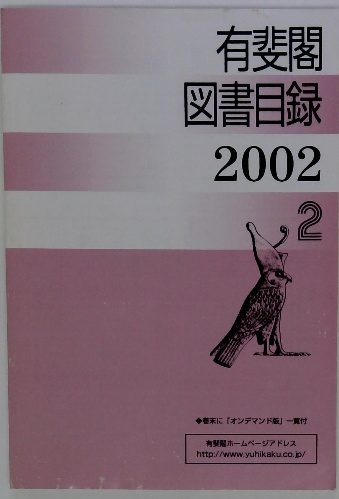 有斐閣
図書目録
2002
2
◆巻末に「オンデマンド版」一覧付
有斐閣ホームページアドレス
http://www.yuhikaku.co.jp/